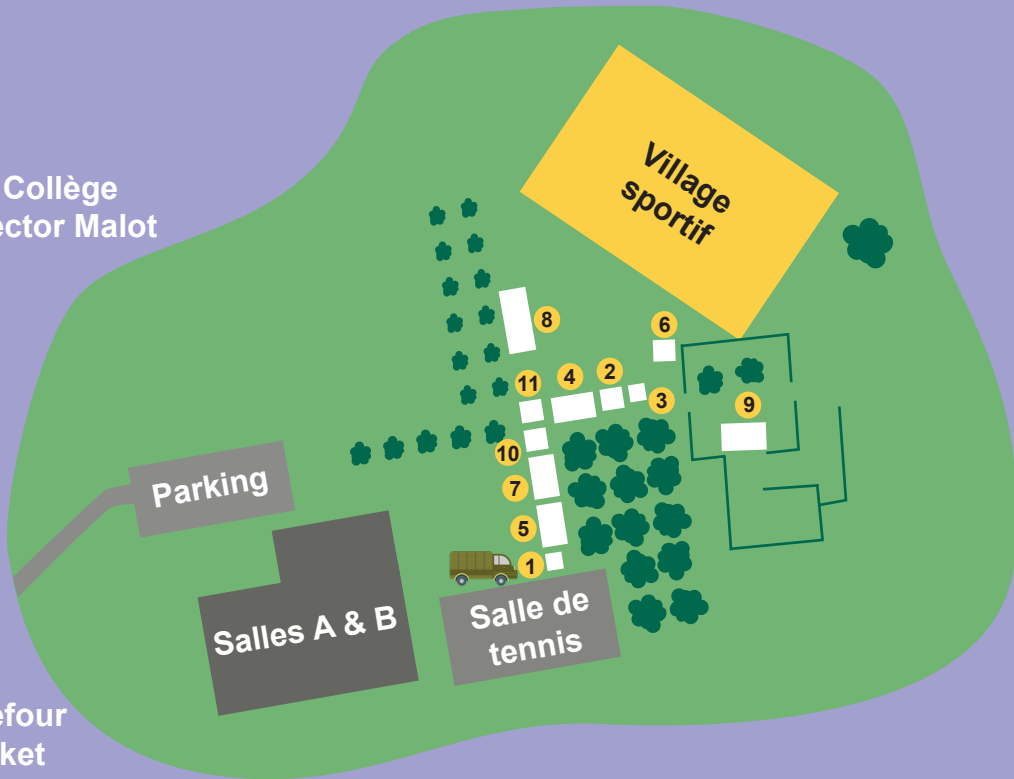 Collège
ector Malot
Village
sportif
8
6
11
4
2
3
9
10
7
5
1
Parking
Salles A & B
Salle de
tennis
efour
ket